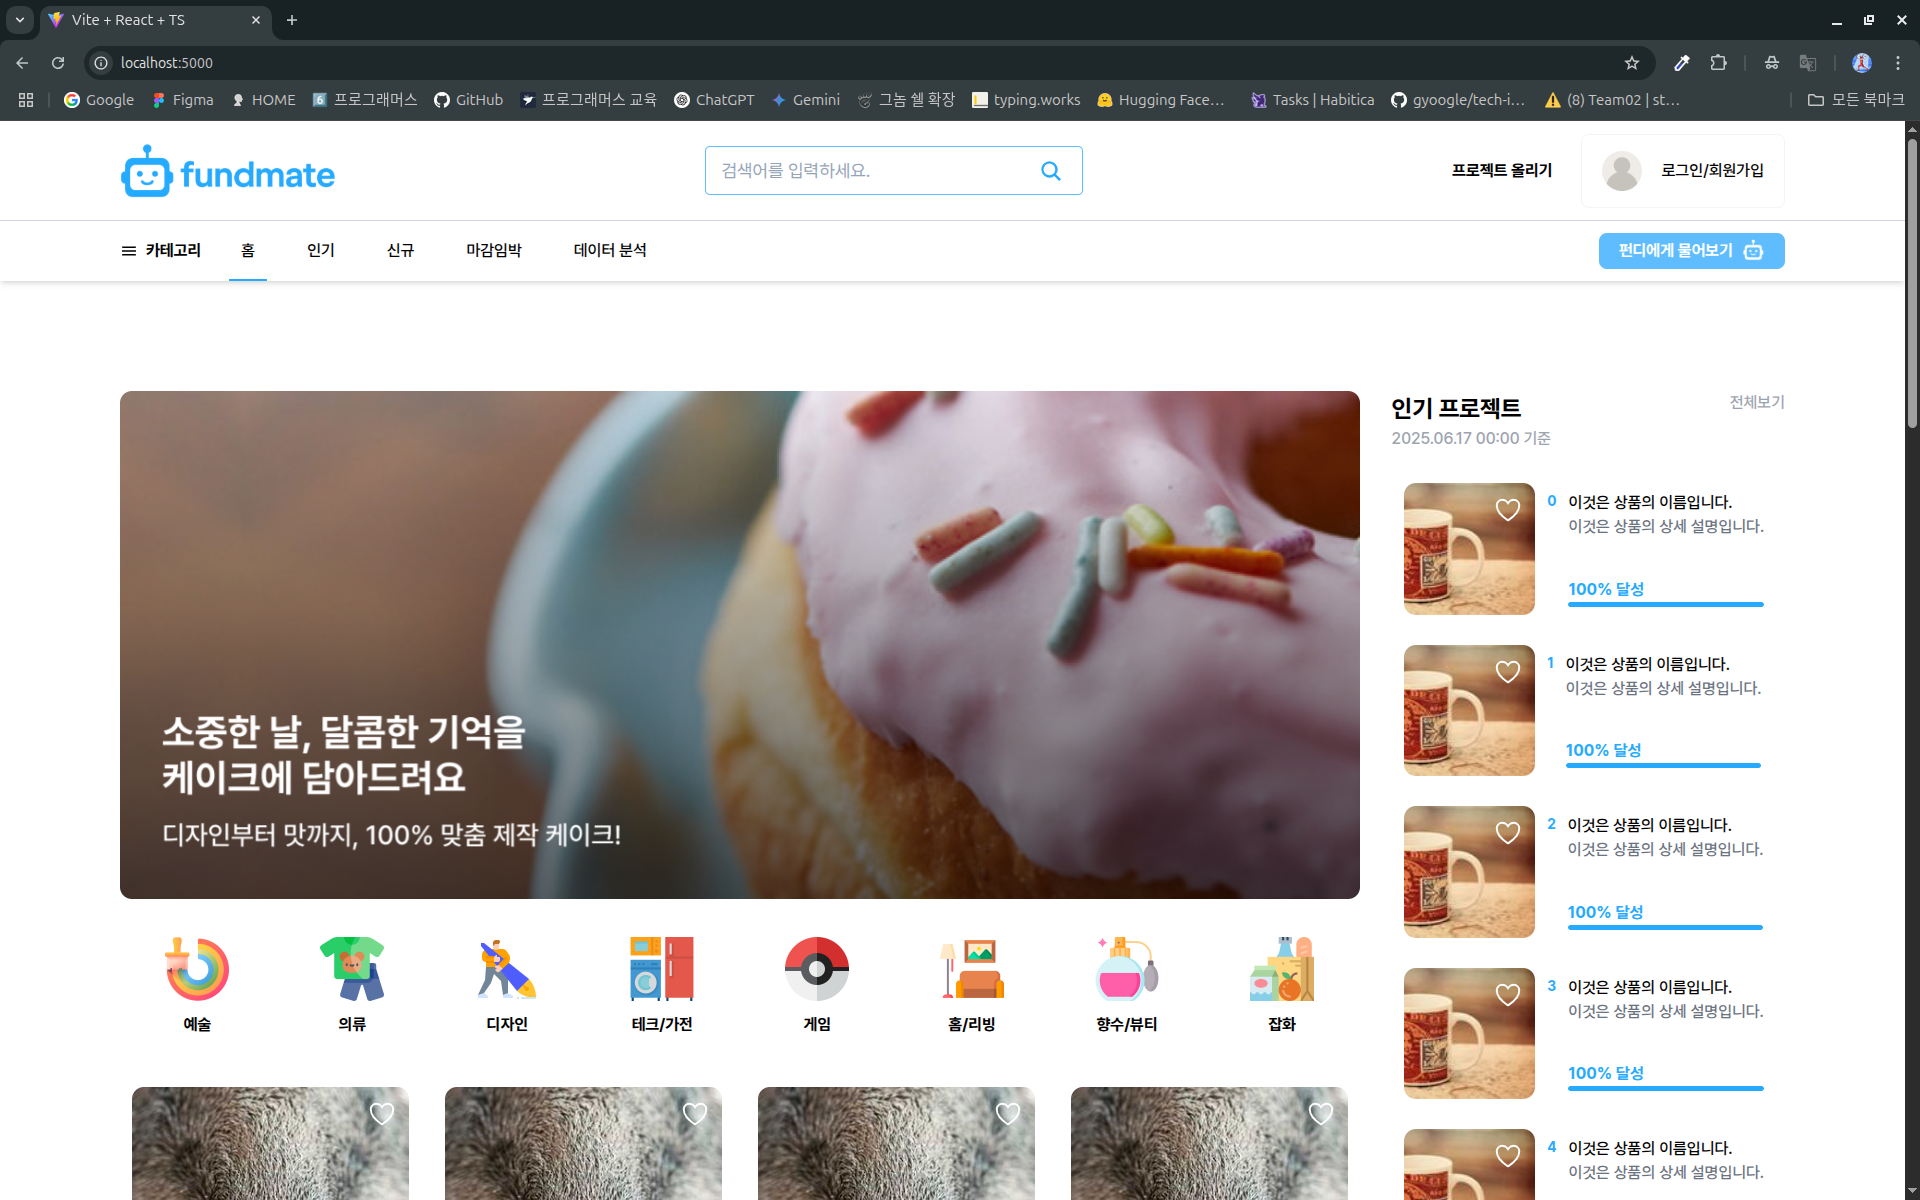 Vite + React + TS
localhost:5000
Google
Figma
HOME
프로그래머스
GitHub
프로그래머스 교육
ChatGPT
Gemini
그놈 쉘 확장
typing.works
Hugging Face...
Tasks | Habitica
gyoogle/tech-i...
(8) Team02 | st...
모든 북마크
fundmate
검색어를 입력하세요.
프로젝트 올리기
로그인/회원가입
카테고리
홈
인기
신규
마감임박
데이터 분석
펀디에게 물어보기
소중한 날, 달콤한 기억을
케이크에 담아드려요
디자인부터 맛까지, 100% 맞춤 제작 케이크!
예술
의류
디자인
테크/가전
게임
홈/리빙
향수/뷰티
잡화
인기 프로젝트
전체보기
2025.06.17 00:00 기준
0 이것은 상품의 이름입니다.
이것은 상품의 상세 설명입니다.
100% 달성
1 이것은 상품의 이름입니다.
이것은 상품의 상세 설명입니다.
100% 달성
2 이것은 상품의 이름입니다.
이것은 상품의 상세 설명입니다.
100% 달성
3 이것은 상품의 이름입니다.
이것은 상품의 상세 설명입니다.
100% 달성
4 이것은 상품의 이름입니다.
이것은 상품의 상세 설명입니다.